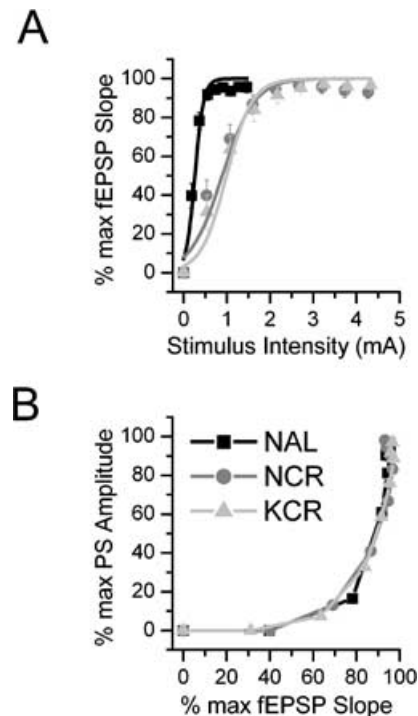 A
% max fEPSP Slope
100
80
60
40
20
0
0 1 2 3 4 5
Stimulus Intensity (mA)
B
% max PS Amplitude
100
80
60
40
20
0
NAL
NCR
KCR
0 20 40 60 80 100
% max fEPSP Slope